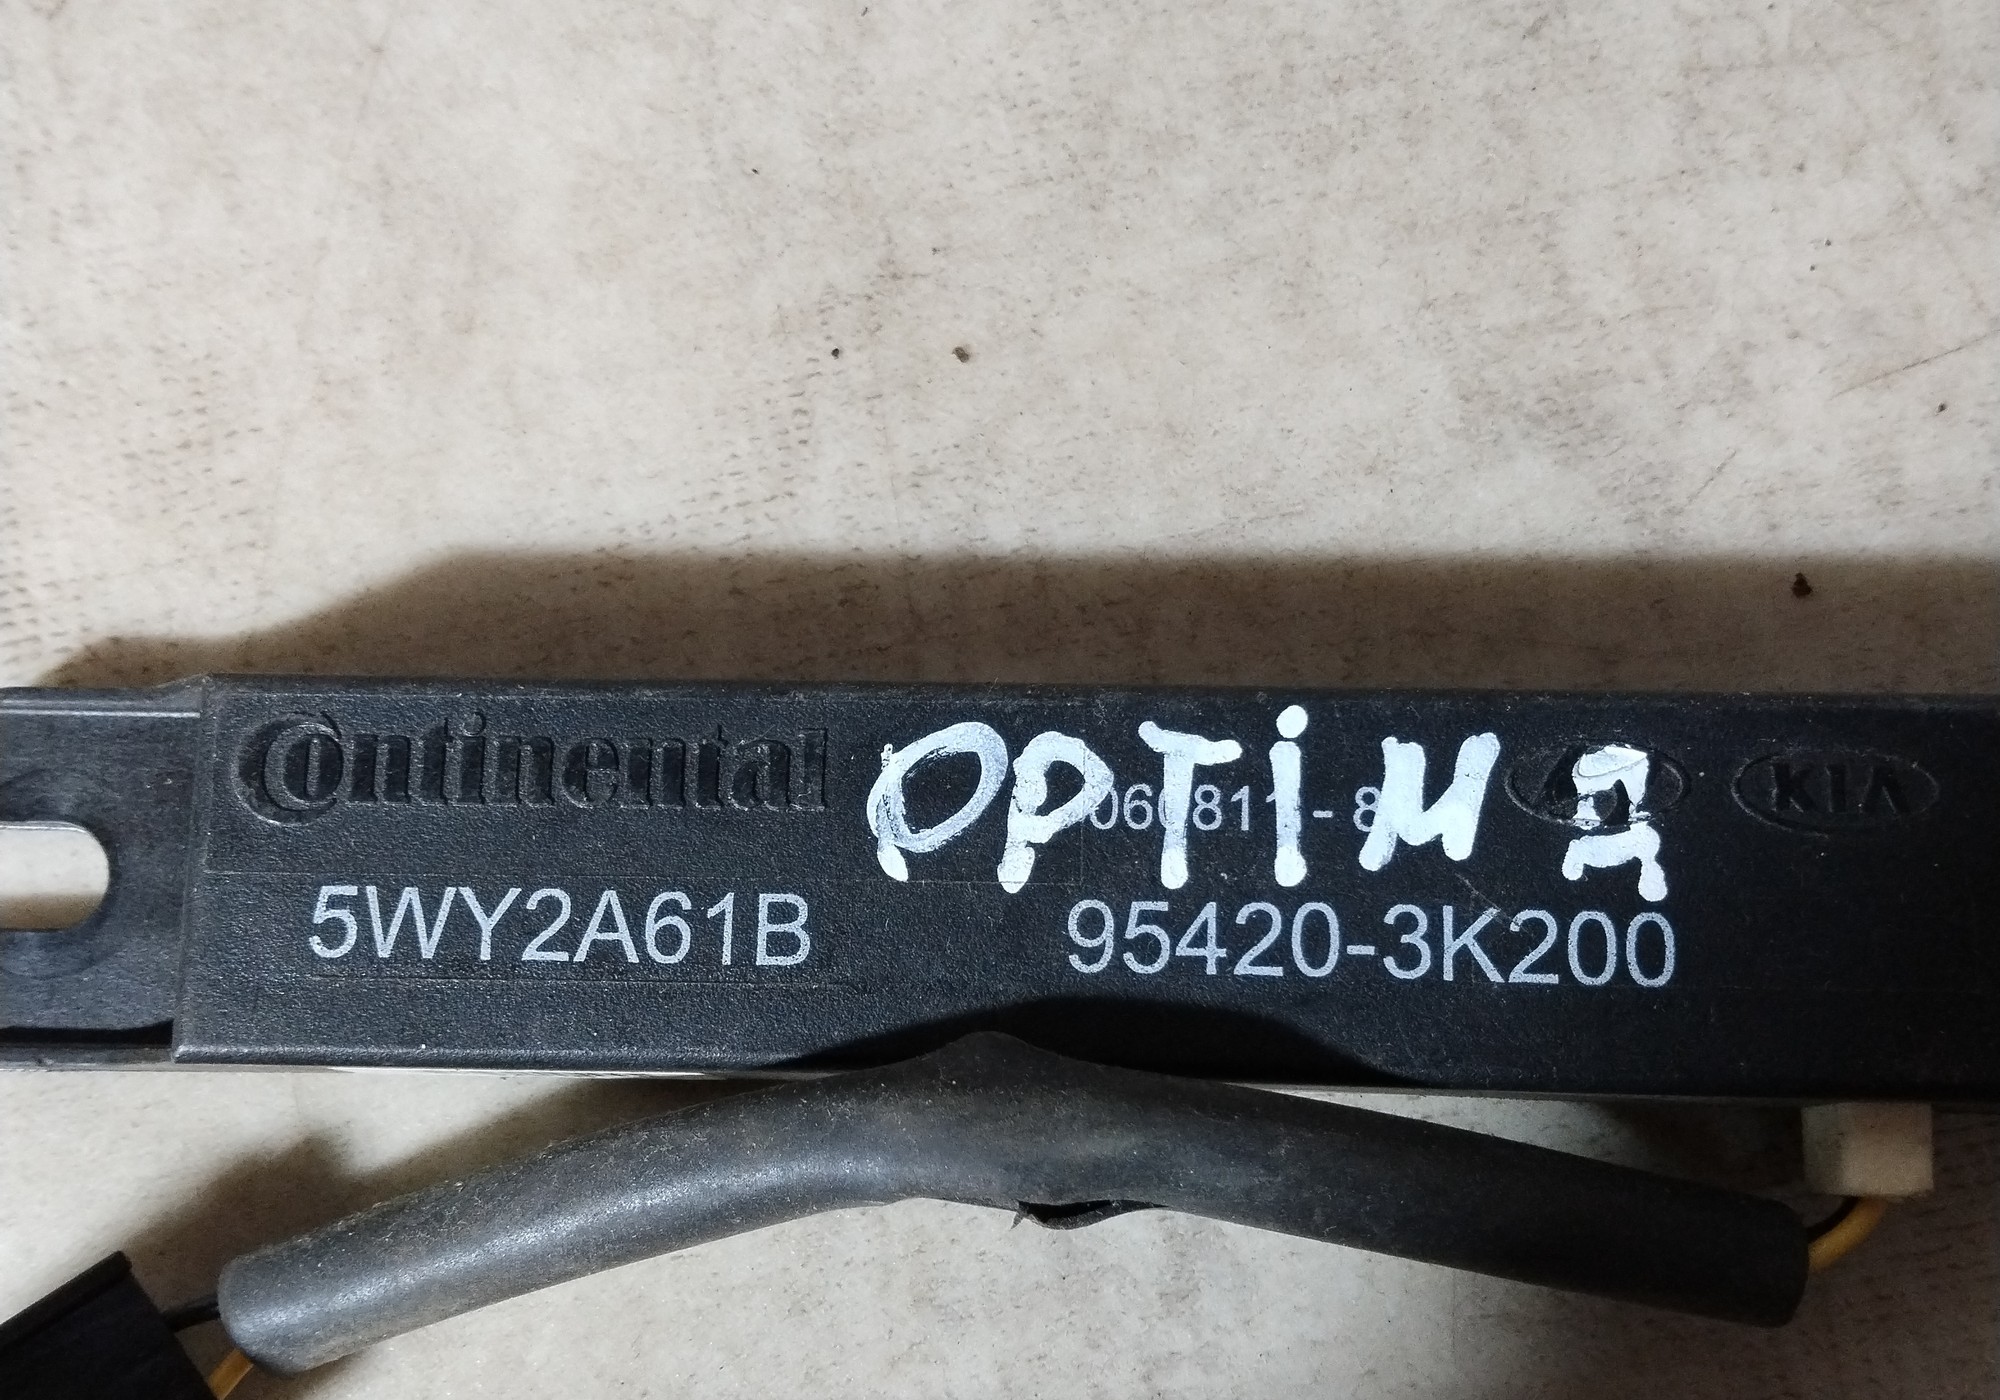 Continental
OPTiMA
KIA
5WY2A61B
95420-3K200